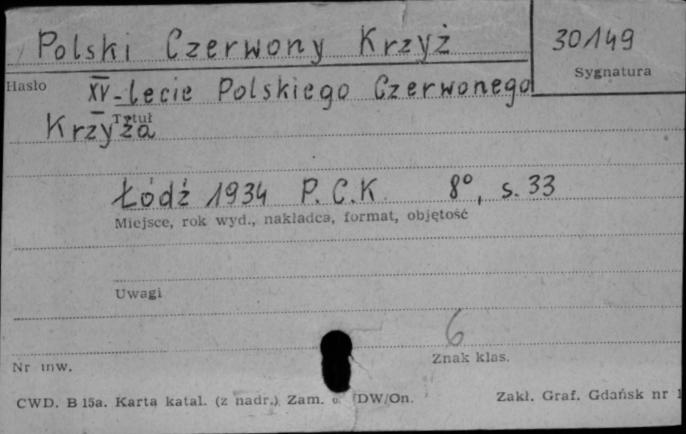 Polski Czerwony Krzyż
30149
Sygnatura
Hasło
XV-lecie Polskiego Czerwonego
Tytuł
Krzyża
Łódź 1934 P.C.K. 8°, s. 33
Miejsce, rok wyd., nakładca, format, objętość
Uwagi
6
Nr inw.
Znak klas.
CWD. B 15a. Karta katal. (z nadr.) Zam. DW/On.
Zakł. Graf. Gdańsk nr 1